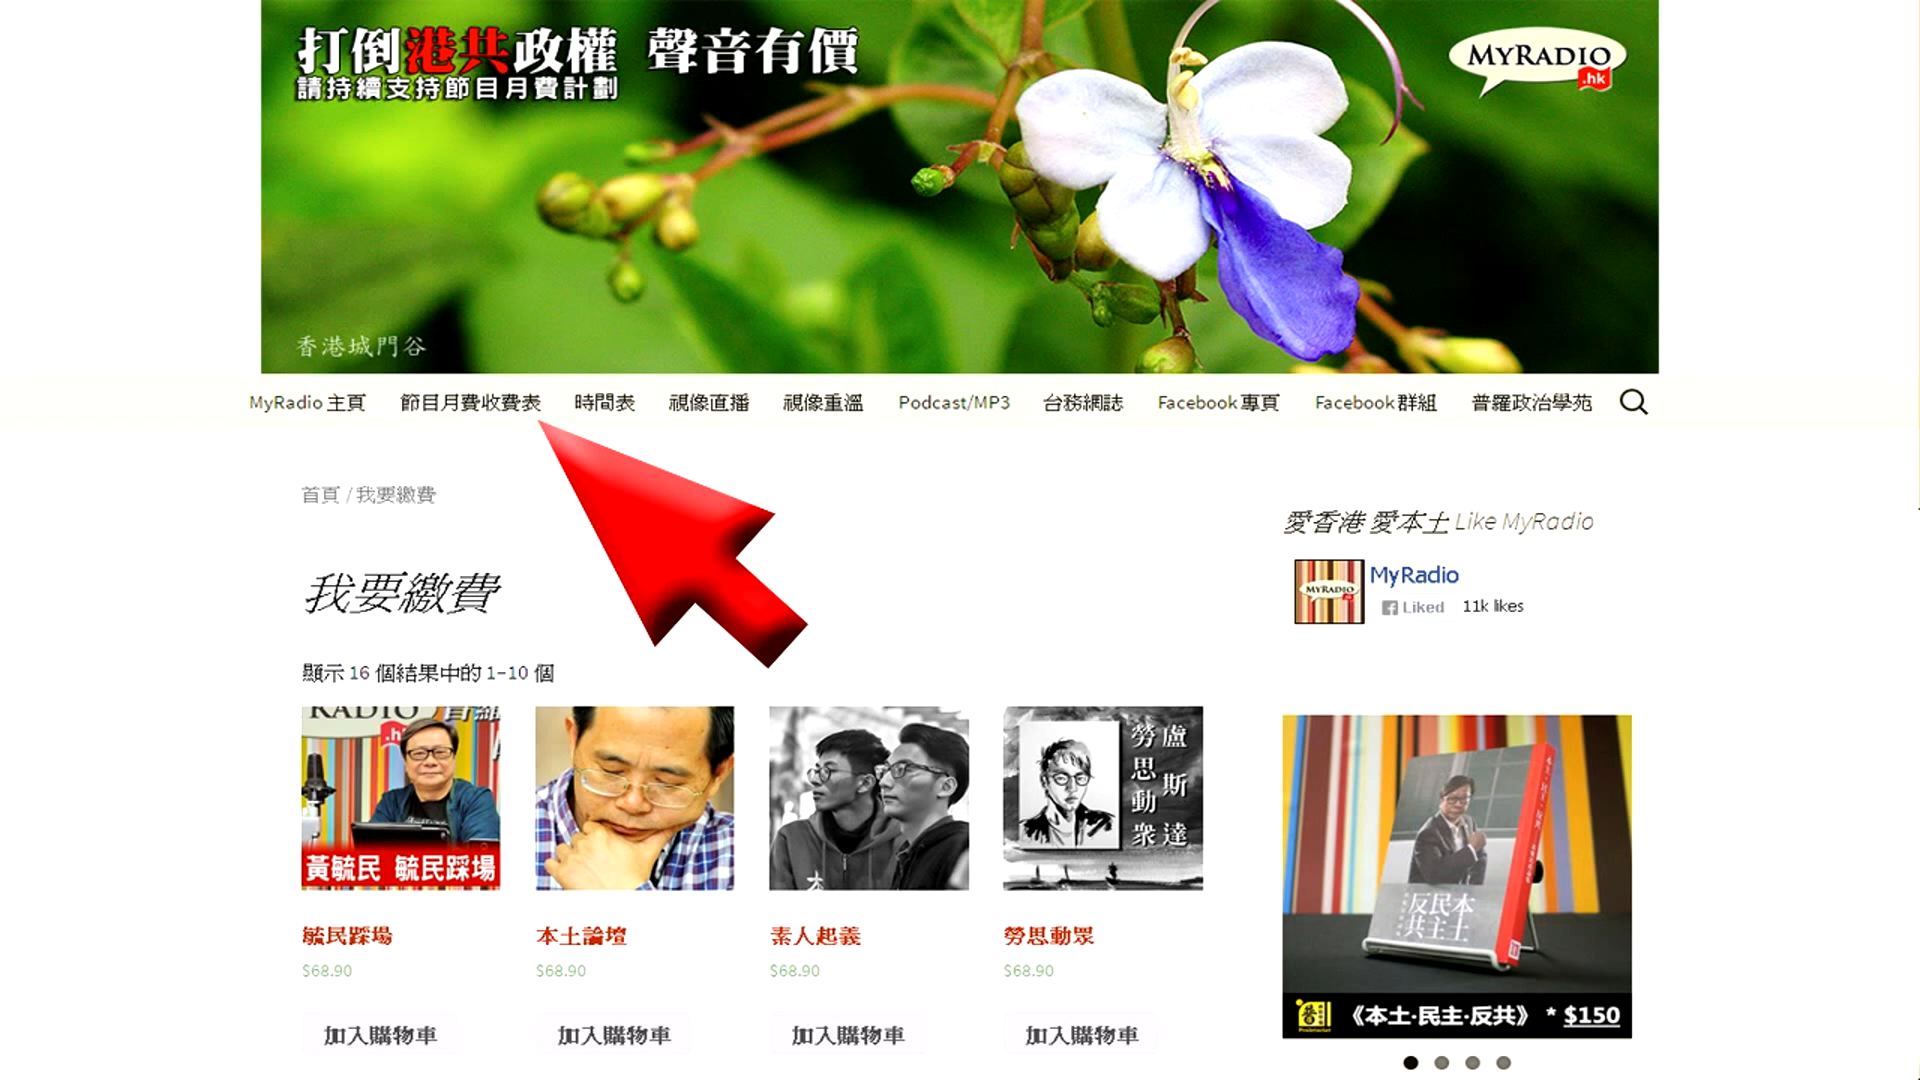 打倒港共政權 聲音有價
請持續支持節目月費計劃
MYRADIO
.hk
香港城門谷
MyRadio 主頁 節目月費收費表 時間表 視像直播 視像重溫 Podcast/MP3 台務網誌 Facebook 專頁 Facebook 群組 普羅政治學苑
首頁 / 我要繳費
我要繳費
顯示 16 個結果中的 1-10 個
愛香港 愛本土 Like MyRadio
MYRADIO
MyRadio
Liked 11k likes
RADIO
.hk
黃毓民 毓民踩場
盧斯達
勞思動衆
毓民踩場
$68.90
加入購物車
本土論壇
$68.90
加入購物車
素人起義
$68.90
加入購物車
勞思動眾
$68.90
加入購物車
本土
民主
反共
《本土·民主·反共》 * $150